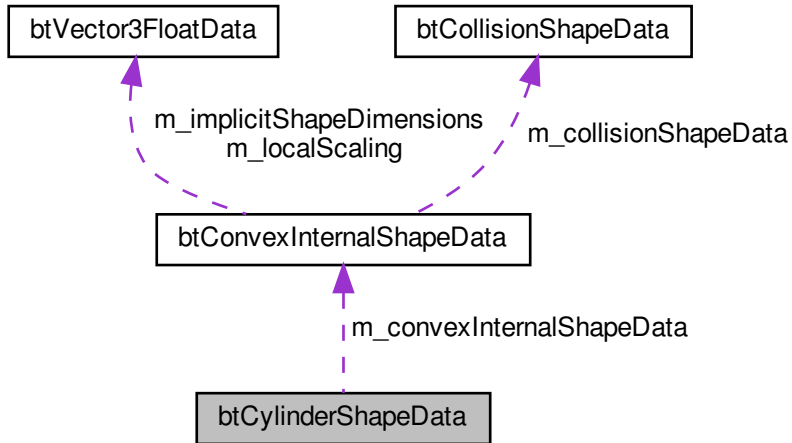 btVector3FloatData
btCollisionShapeData
m_implicitShapeDimensions
m_localScaling
m_collisionShapeData
btConvexInternalShapeData
m_convexInternalShapeData
btCylinderShapeData